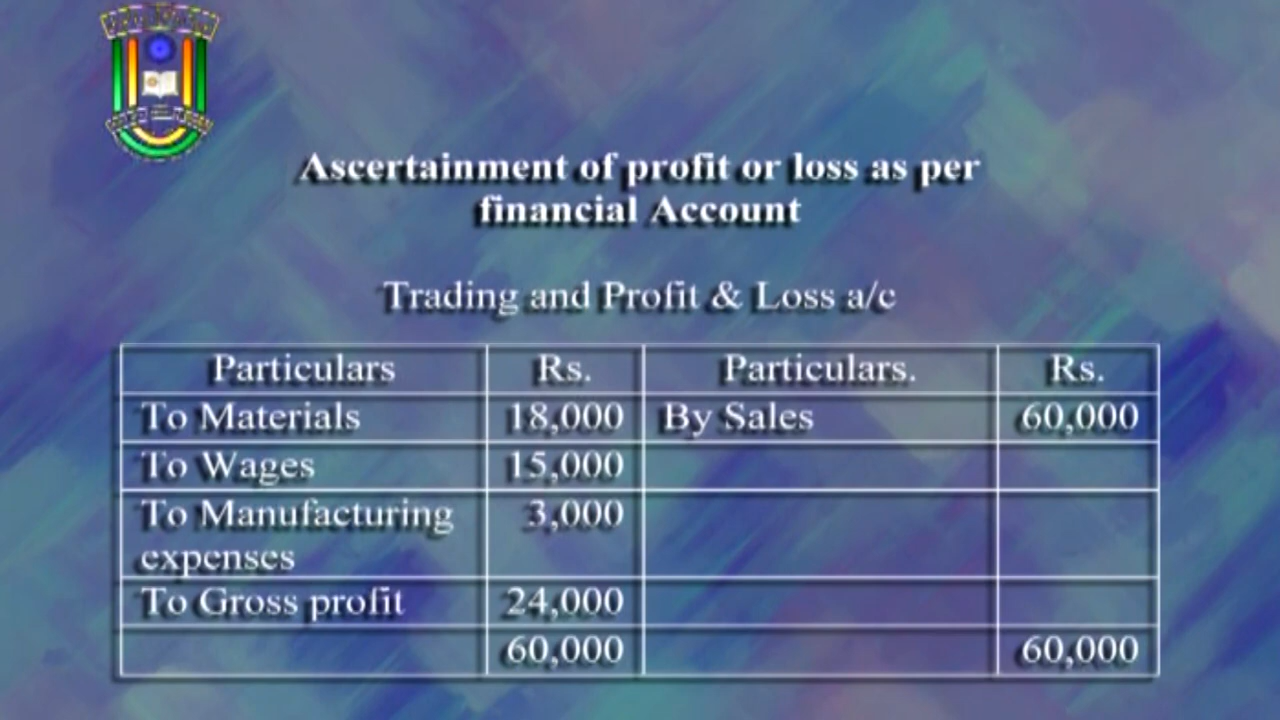 Ascertainment of profit or loss as per
financial Account
Trading and Profit & Loss a/c
Particulars Rs. Particulars. Rs.
To Materials 18,000 By Sales 60,000
To Wages 15,000
To Manufacturing 3,000
expenses
To Gross profit 24,000
60,000 60,000